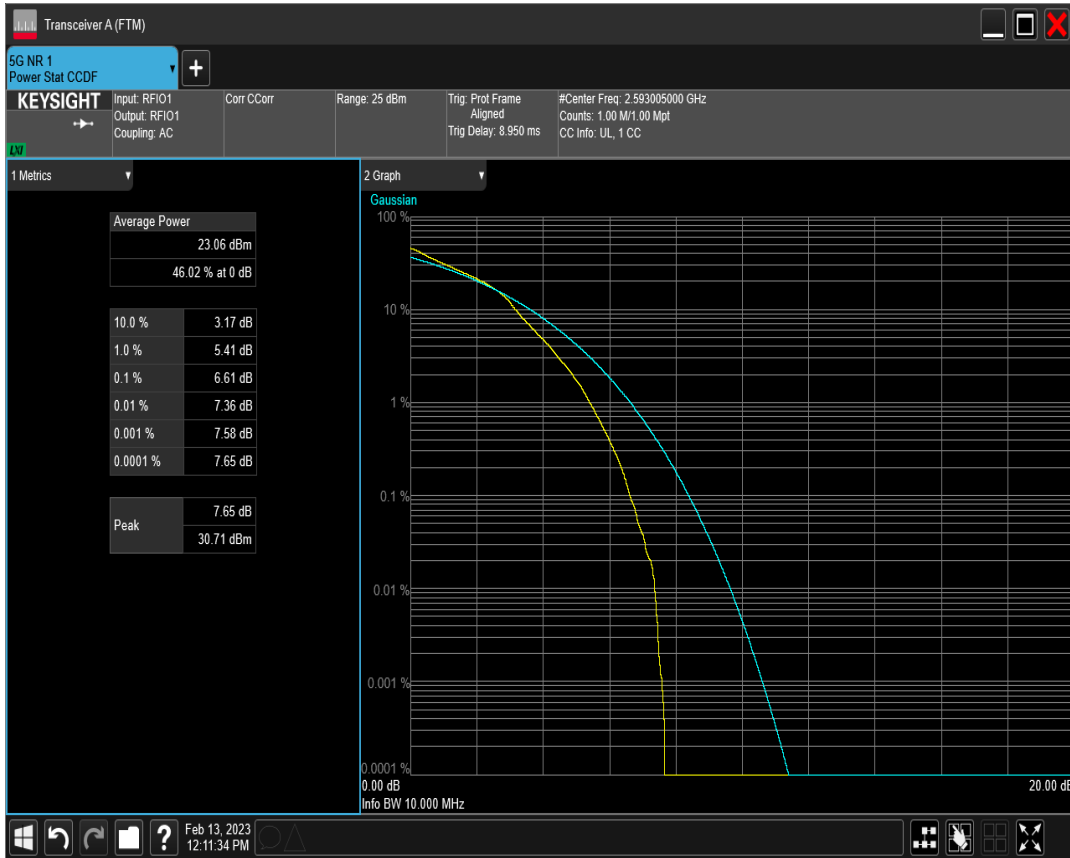 Transceiver A (FTM)
5G NR 1
Power Stat CCDF
+
KEYSIGHT
LXI
Input: RFIO1
Output: RFIO1
Coupling: AC
Corr CCorr
Range: 25 dBm
Trig: Prot Frame
Aligned
Trig Delay: 8.950 ms
#Center Freq: 2.593005000 GHz
Counts: 1.00 M/1.00 Mpt
CC Info: UL, 1 CC
1 Metrics
Average Power
23.06 dBm
46.02 % at 0 dB
10.0 % 3.17 dB
1.0 % 5.41 dB
0.1 % 6.61 dB
0.01 % 7.36 dB
0.001 % 7.58 dB
0.0001 % 7.65 dB
Peak 7.65 dB
30.71 dBm
2 Graph
Gaussian
100 %
10 %
1 %
0.1 %
0.01 %
0.001 %
0.0001 %
0.00 dB 20.00 dB
Info BW 10.000 MHz
? Feb 13, 2023
12:11:34 PM